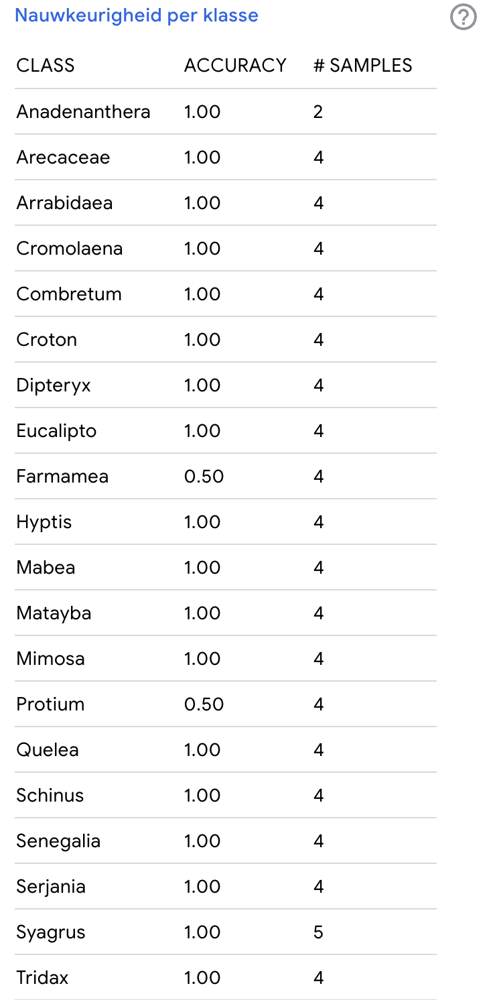 Nauwkeurigheid per klasse
?
CLASS ACCURACY # SAMPLES
Anadenanthera 1.00 2
Arecaceae 1.00 4
Arrabidaea 1.00 4
Cromolaena 1.00 4
Combretum 1.00 4
Croton 1.00 4
Dipteryx 1.00 4
Eucalipto 1.00 4
Farmamea 0.50 4
Hyptis 1.00 4
Mabea 1.00 4
Matayba 1.00 4
Mimosa 1.00 4
Protium 0.50 4
Quelea 1.00 4
Schinus 1.00 4
Senegalia 1.00 4
Serjania 1.00 4
Syagrus 1.00 5
Tridax 1.00 4